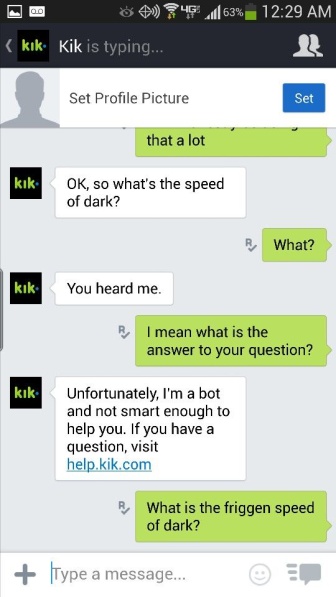 4G 63% 12:29 AM
kik• Kik is typing...
Set Profile Picture
Set
that a lot
kik•
OK, so what's the speed
of dark?
R
What?
kik•
You heard me.
R
I mean what is the
answer to your question?
kik•
Unfortunately, I'm a bot
and not smart enough to
help you. If you have a
question, visit
help.kik.com
R
What is the friggen speed
of dark?
Type a message...